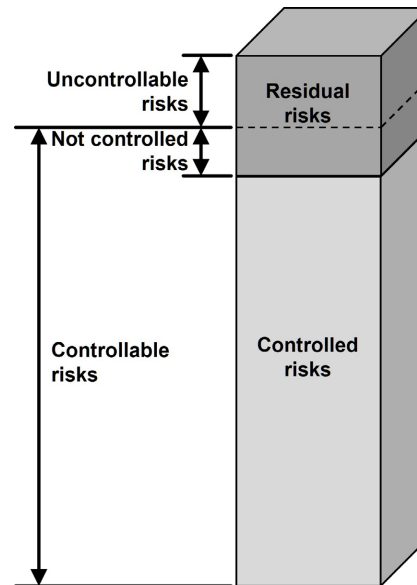 Uncontrollable
risks
Residual
risks
Not controlled
risks
Controllable
risks
Controlled
risks